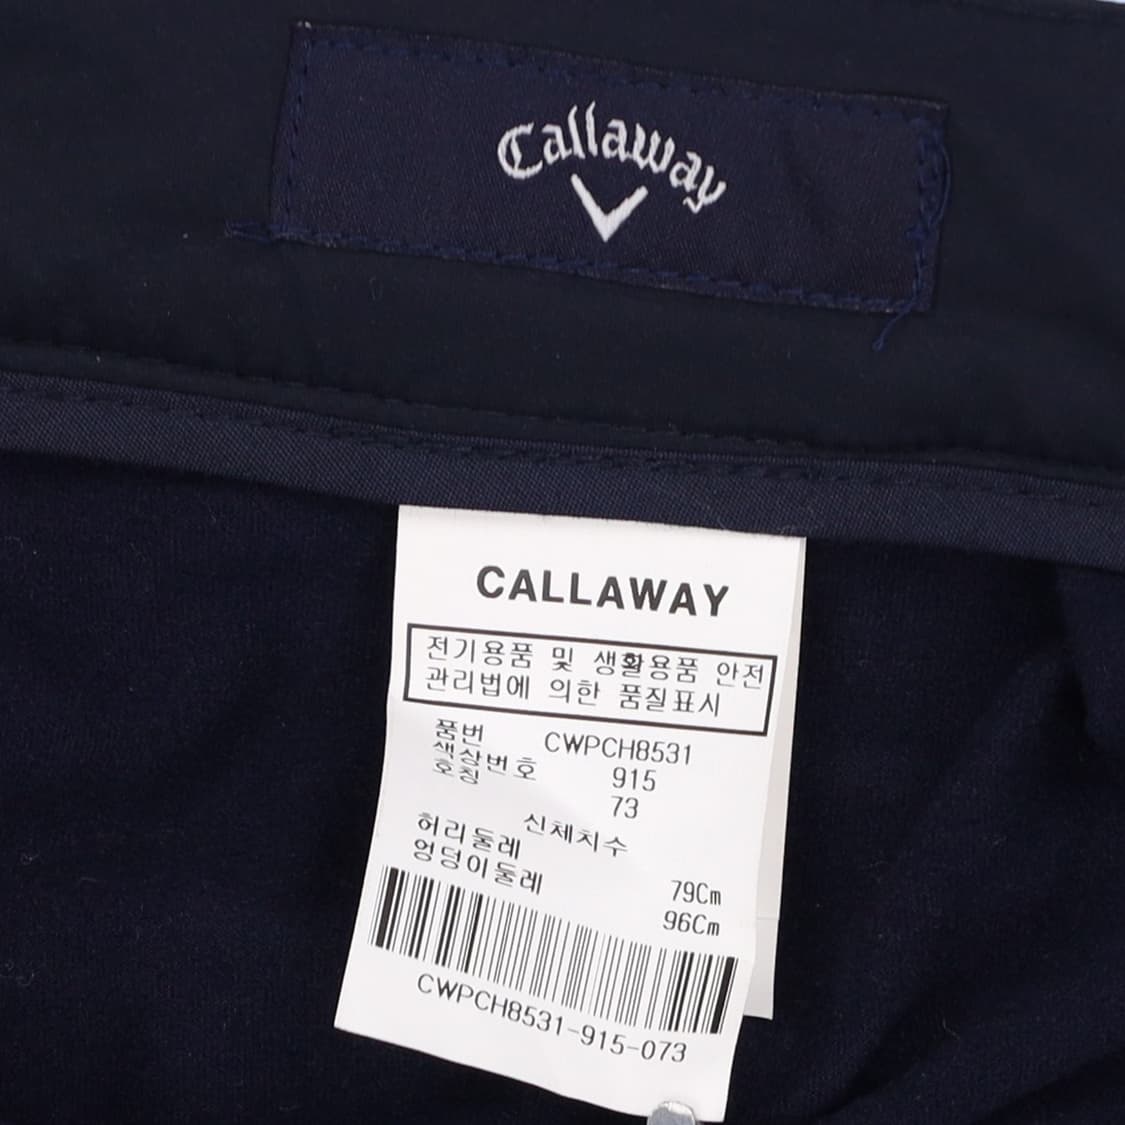 Callaway
CALLAWAY
전기용품 및 생활용품 안전
관리법에 의한 품질표시
품번 CWPCH8531
색상번호 915
호칭 73
신체치수
허리둘레 79Cm
엉덩이둘레 96Cm
CWPCH8531-915-073